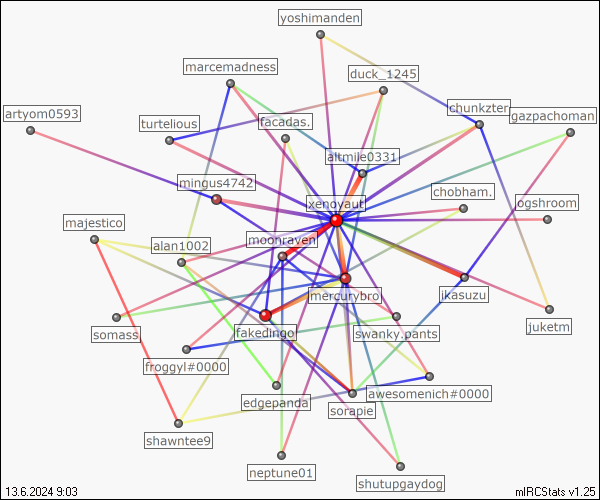 yoshimanden
marcemadness
duck_1245
artyom0593
chunkzter
gazpachoman
turtelious
facadas.
altmile0331
mingus4742
chobham.
xenoyaut
ogshroom
majestico
alan1002
moonraven
mercurybro
ikasuzu
somass
fakedingo
swanky.pants
juketm
froggyl#0000
edgepanda
sorapie
awesomenich#0000
shawntee9
neptune01
shutupgaydog
13.6.2024 9:03
mIRCStats v1.25